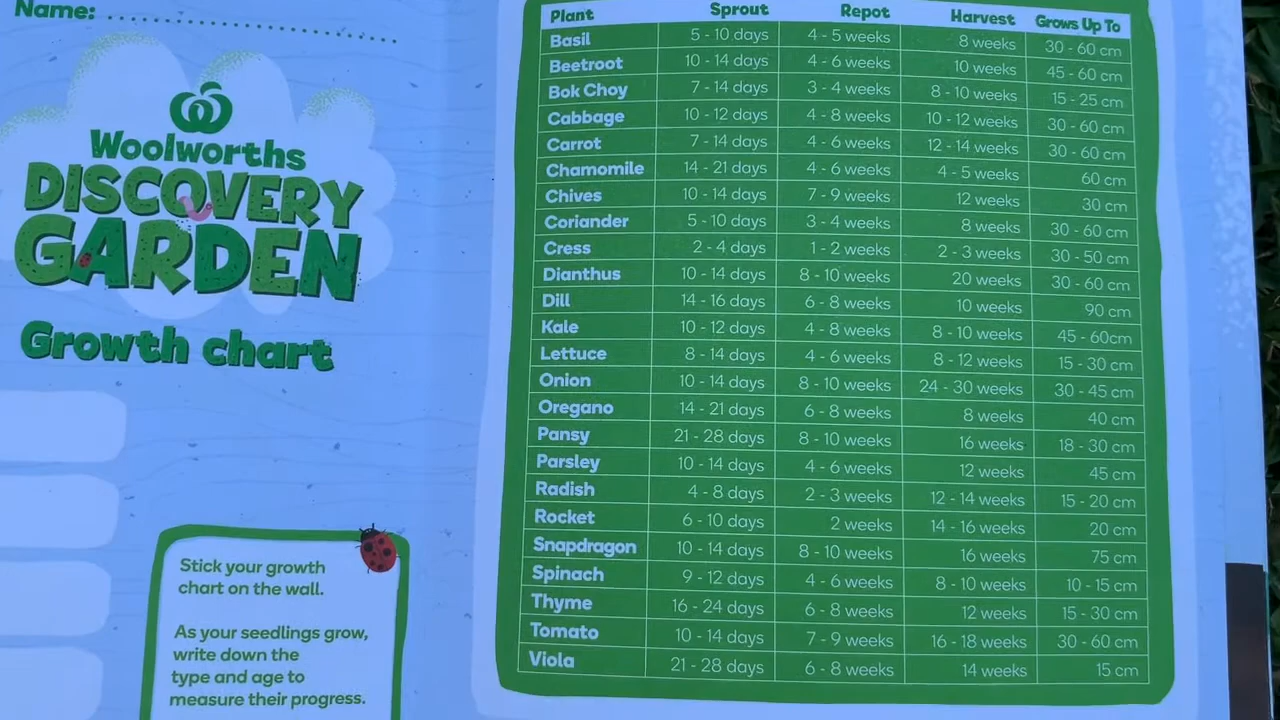 Name:
Woolworths
DISCOVERY
GARDEN
Growth chart
Stick your growth
chart on the wall.
As your seedlings grow,
write down the
type and age to
measure their progress.
Plant Sprout Repot Harvest Grows Up To
Basil 5 - 10 days 4 - 5 weeks 8 weeks 30 - 60 cm
Beetroot 10 - 14 days 4 - 6 weeks 10 weeks 45 - 60 cm
Bok Choy 7 - 14 days 3 - 4 weeks 8 - 10 weeks 15 - 25 cm
Cabbage 10 - 12 days 4 - 8 weeks 10 - 12 weeks 30 - 60 cm
Carrot 7 - 14 days 4 - 6 weeks 12 - 14 weeks 30 - 60 cm
Chamomile 14 - 21 days 4 - 6 weeks 4 - 5 weeks 60 cm
Chives 10 - 14 days 7 - 9 weeks 12 weeks 30 cm
Coriander 5 - 10 days 3 - 4 weeks 8 weeks 30 - 60 cm
Cress 2 - 4 days 1 - 2 weeks 2 - 3 weeks 30 - 50 cm
Dianthus 10 - 14 days 8 - 10 weeks 20 weeks 30 - 60 cm
Dill 14 - 16 days 6 - 8 weeks 10 weeks 90 cm
Kale 10 - 12 days 4 - 8 weeks 8 - 10 weeks 45 - 60cm
Lettuce 8 - 14 days 4 - 6 weeks 8 - 12 weeks 15 - 30 cm
Onion 10 - 14 days 8 - 10 weeks 24 - 30 weeks 30 - 45 cm
Oregano 14 - 21 days 6 - 8 weeks 8 weeks 40 cm
Pansy 21 - 28 days 8 - 10 weeks 16 weeks 18 - 30 cm
Parsley 10 - 14 days 4 - 6 weeks 12 weeks 45 cm
Radish 4 - 8 days 2 - 3 weeks 12 - 14 weeks 15 - 20 cm
Rocket 6 - 10 days 2 weeks 14 - 16 weeks 20 cm
Snapdragon 10 - 14 days 8 - 10 weeks 16 weeks 75 cm
Spinach 9 - 12 days 4 - 6 weeks 8 - 10 weeks 10 - 15 cm
Thyme 16 - 24 days 6 - 8 weeks 12 weeks 15 - 30 cm
Tomato 10 - 14 days 7 - 9 weeks 16 - 18 weeks 30 - 60 cm
Viola 21 - 28 days 6 - 8 weeks 14 weeks 15 cm